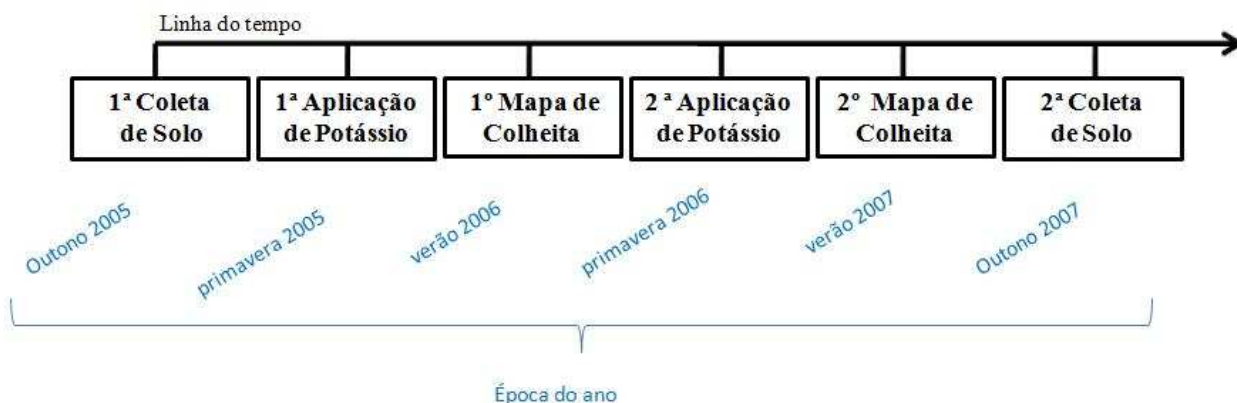 Linha do tempo
1ª Coleta
de Solo
1ª Aplicação
de Potássio
1º Mapa de
Colheita
2ª Aplicação
de Potássio
2º Mapa de
Colheita
2ª Coleta
de Solo
Outono 2005
primavera 2005
verão 2006
primavera 2006
verão 2007
Outono 2007
Época do ano